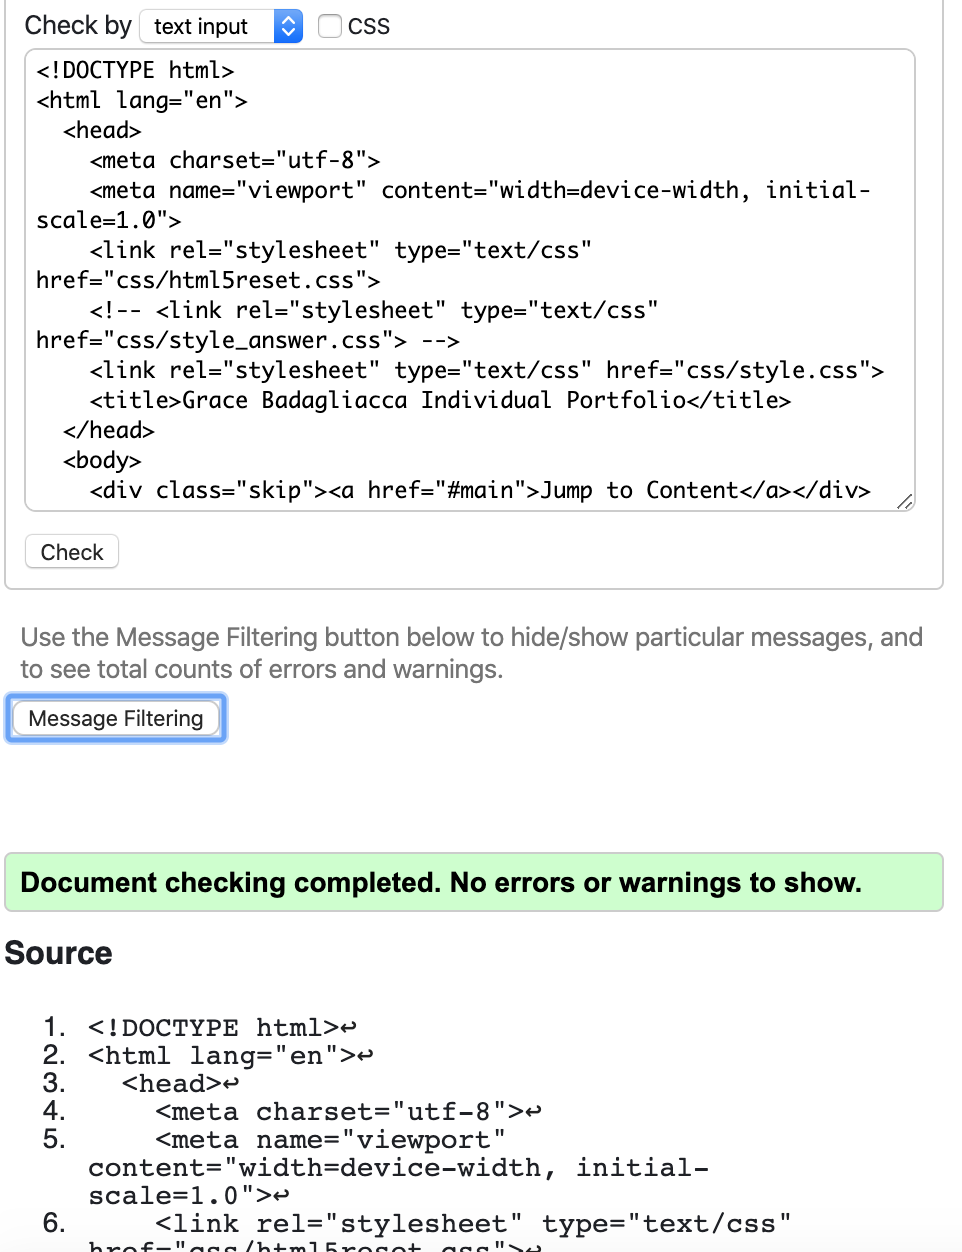 Check by text input CSS
<!DOCTYPE html>
<html lang="en">
  <head>
    <meta charset="utf-8">
    <meta name="viewport" content="width=device-width, initial-
scale=1.0">
    <link rel="stylesheet" type="text/css"
href="css/html5reset.css">
    <!-- <link rel="stylesheet" type="text/css"
href="css/style_answer.css"> -->
    <link rel="stylesheet" type="text/css" href="css/style.css">
    <title>Grace Badagliacca Individual Portfolio</title>
  </head>
  <body>
    <div class="skip"><a href="#main">Jump to Content</a></div>
Check
Use the Message Filtering button below to hide/show particular messages, and
to see total counts of errors and warnings.
Message Filtering
Document checking completed. No errors or warnings to show.
Source
1. <!DOCTYPE html>↩
2. <html lang="en">↩
3.   <head>↩
4.     <meta charset="utf-8">↩
5.     <meta name="viewport"
content="width=device-width, initial-
scale=1.0">↩
6.     <link rel="stylesheet" type="text/css"
href="css/html5reset.css">↩